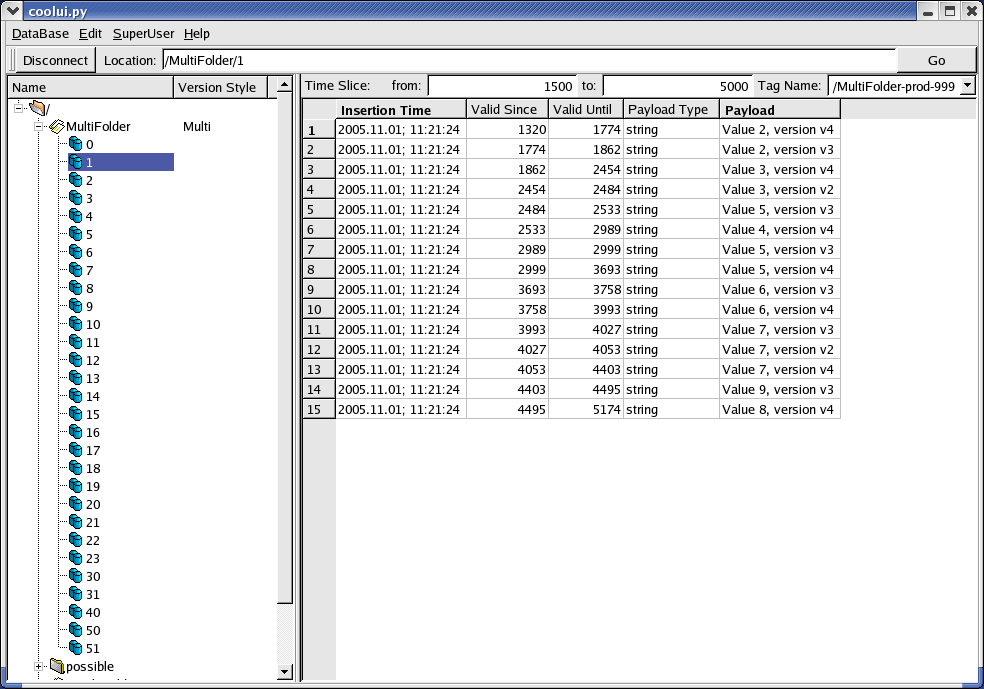 coolui.py
DataBase Edit SuperUser Help
Disconnect Location: /MultiFolder/1 Go
Name Version Style
/
MultiFolder Multi
0
1
2
3
4
5
6
7
8
9
10
11
12
13
14
15
16
17
18
19
20
21
22
23
30
31
40
50
51
possible
Time Slice: from: 1500 to: 5000 Tag Name: /MultiFolder-prod-999
Insertion Time Valid Since Valid Until Payload Type Payload
1 2005.11.01; 11:21:24 1320 1774 string Value 2, version v4
2 2005.11.01; 11:21:24 1774 1862 string Value 2, version v3
3 2005.11.01; 11:21:24 1862 2454 string Value 3, version v4
4 2005.11.01; 11:21:24 2454 2484 string Value 3, version v2
5 2005.11.01; 11:21:24 2484 2533 string Value 5, version v3
6 2005.11.01; 11:21:24 2533 2989 string Value 4, version v4
7 2005.11.01; 11:21:24 2989 2999 string Value 5, version v3
8 2005.11.01; 11:21:24 2999 3693 string Value 5, version v4
9 2005.11.01; 11:21:24 3693 3758 string Value 6, version v3
10 2005.11.01; 11:21:24 3758 3993 string Value 6, version v4
11 2005.11.01; 11:21:24 3993 4027 string Value 7, version v3
12 2005.11.01; 11:21:24 4027 4053 string Value 7, version v2
13 2005.11.01; 11:21:24 4053 4403 string Value 7, version v4
14 2005.11.01; 11:21:24 4403 4495 string Value 9, version v3
15 2005.11.01; 11:21:24 4495 5174 string Value 8, version v4